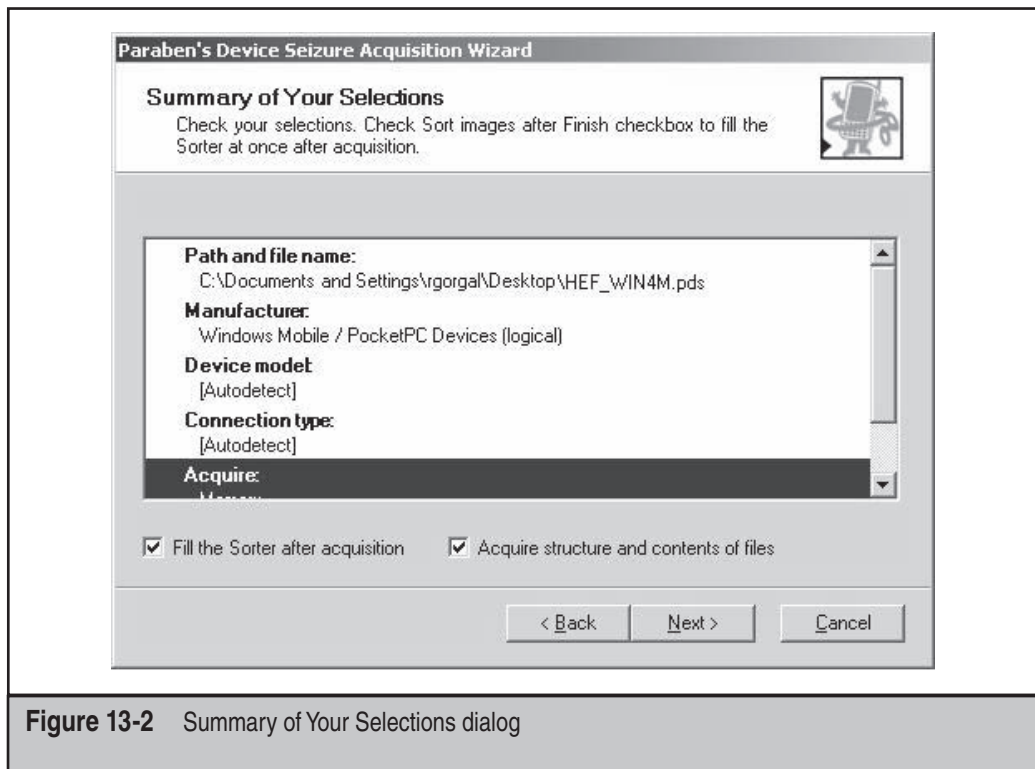 Paraben's Device Seizure Acquisition Wizard
Summary of Your Selections
Check your selections. Check Sort images after Finish checkbox to fill the
Sorter at once after acquisition.
Path and file name:
C:\Documents and Settings\rgorgal\Desktop\HEF_WIN4M.pds
Manufacturer:
Windows Mobile / PocketPC Devices (logical)
Device model:
[Autodetect]
Connection type:
[Autodetect]
Acquire:
Fill the Sorter after acquisition
Acquire structure and contents of files
< Back
Next >
Cancel
Figure 13-2 Summary of Your Selections dialog